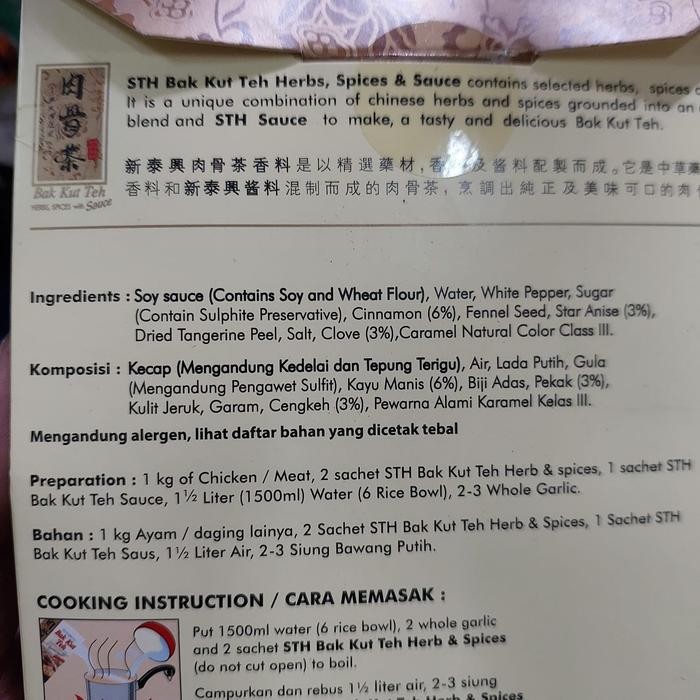 肉骨茶
Bak Kut Teh
HERBS, SPICES with Sauce
STH Bak Kut Teh Herbs, Spices & Sauce contains selected herbs, spices
It is a unique combination of chinese herbs and spices grounded into an
blend and STH Sauce to make, a tasty and delicious Bak Kut Teh.
新泰興肉骨茶香料是以精選藥材,香 及酱料配製而成。它是中草藥
香料和新泰興酱料混制而成的肉骨茶, 烹調出純正及美味可口的肉
Ingredients : Soy sauce (Contains Soy and Wheat Flour), Water, White Pepper, Sugar
(Contain Sulphite Preservative), Cinnamon (6%), Fennel Seed, Star Anise (3%),
Dried Tangerine Peel, Salt, Clove (3%),Caramel Natural Color Class III.
Komposisi : Kecap (Mengandung Kedelai dan Tepung Terigu), Air, Lada Putih, Gula
(Mengandung Pengawet Sulfit), Kayu Manis (6%), Biji Adas, Pekak (3%),
Kulit Jeruk, Garam, Cengkeh (3%), Pewarna Alami Karamel Kelas III.
Mengandung alergen, lihat daftar bahan yang dicetak tebal
Preparation : 1 kg of Chicken / Meat, 2 sachet STH Bak Kut Teh Herb & spices, 1 sachet STH
Bak Kut Teh Sauce, 1½ Liter (1500ml) Water (6 Rice Bowl), 2-3 Whole Garlic.
Bahan : 1 kg Ayam / daging lainya, 2 Sachet STH Bak Kut Teh Herb & Spices, 1 Sachet STH
Bak Kut Teh Saus, 1½ Liter Air, 2-3 Siung Bawang Putih.
COOKING INSTRUCTION / CARA MEMASAK :
Bak Kut Teh
Put 1500ml water (6 rice bowl), 2 whole garlic
and 2 sachet STH Bak Kut Teh Herb & Spices
(do not cut open) to boil.
Campurkan dan rebus 1½ liter air, 2-3 siung
Kut Teh Herb & Spices